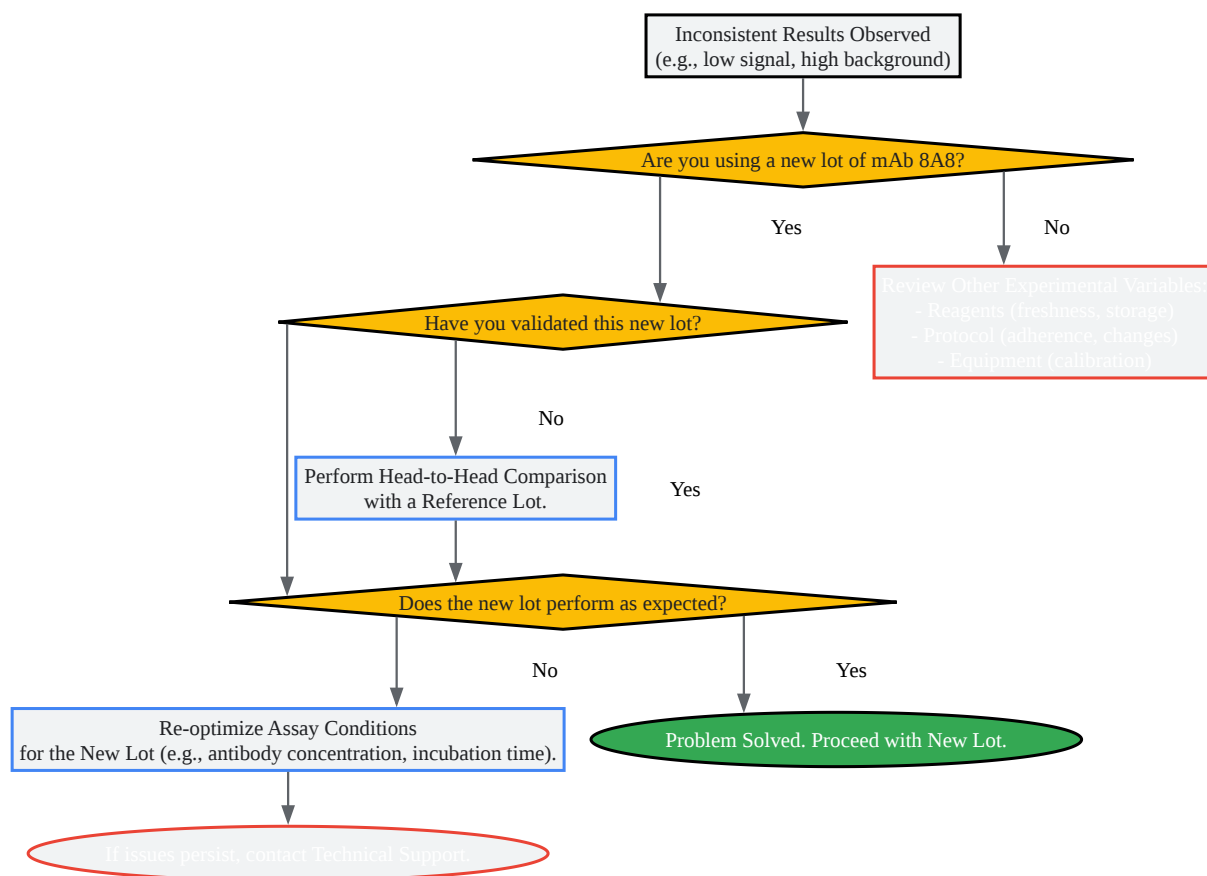 Inconsistent Results Observed
(e.g., low signal, high background)
Are you using a new lot of mAb 8A8?
Yes
No
Review Other Experimental Variables:
- Reagents (freshness, storage)
- Protocol (adherence, changes)
- Equipment (calibration)
Have you validated this new lot?
No
Perform Head-to-Head Comparison
with a Reference Lot.
Yes
Does the new lot perform as expected?
No
Yes
Re-optimize Assay Conditions
for the New Lot (e.g., antibody concentration, incubation time).
Problem Solved. Proceed with New Lot.
If issues persist, contact Technical Support.